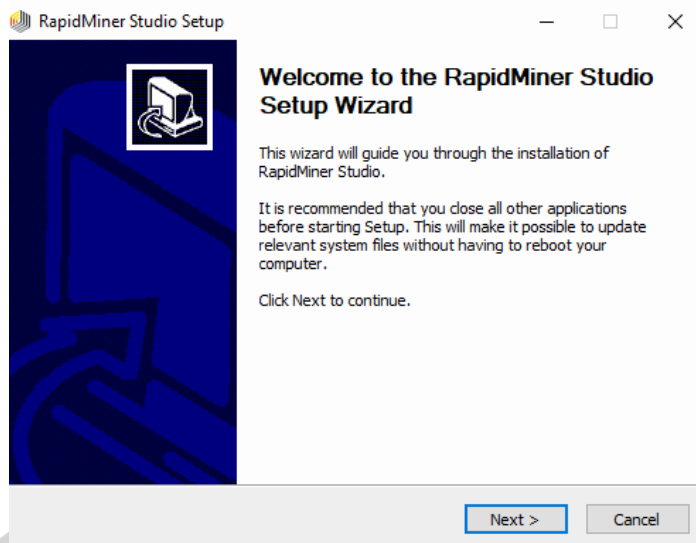 RapidMiner Studio Setup
Welcome to the RapidMiner Studio
Setup Wizard
This wizard will guide you through the installation of
RapidMiner Studio.
It is recommended that you close all other applications
before starting Setup. This will make it possible to update
relevant system files without having to reboot your
computer.
Click Next to continue.
Next >
Cancel